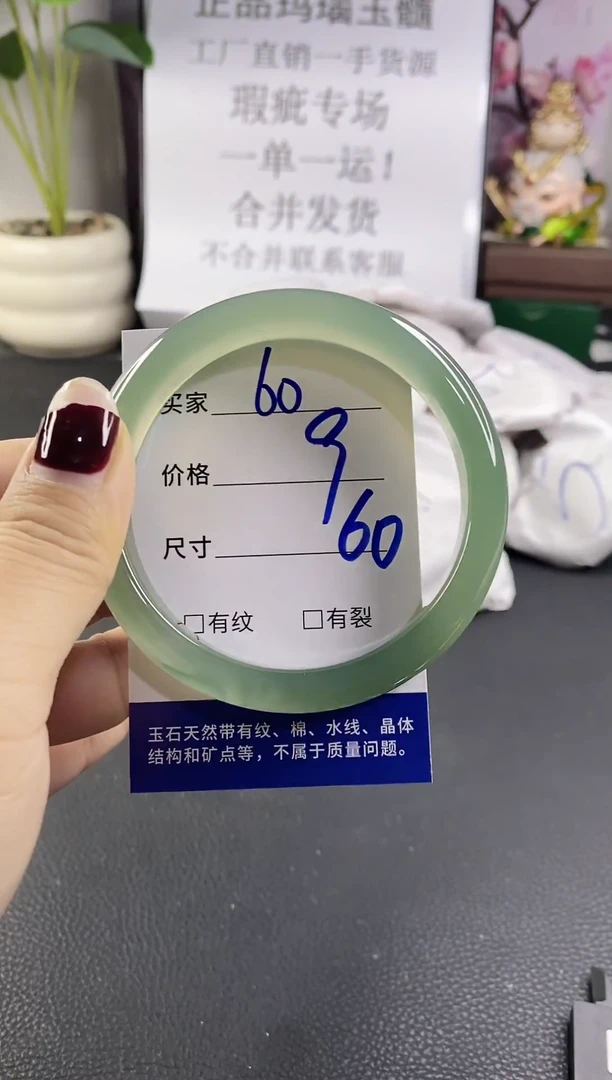 正品玛瑙玉髓
工厂直销一手货源
瑕疵专场
一单一运!
合并发货
不合并联系客服
买家 60
价格 9
尺寸 60
□有纹 □有裂
玉石天然带有纹、棉、水线、晶体
结构和矿点等，不属于质量问题。